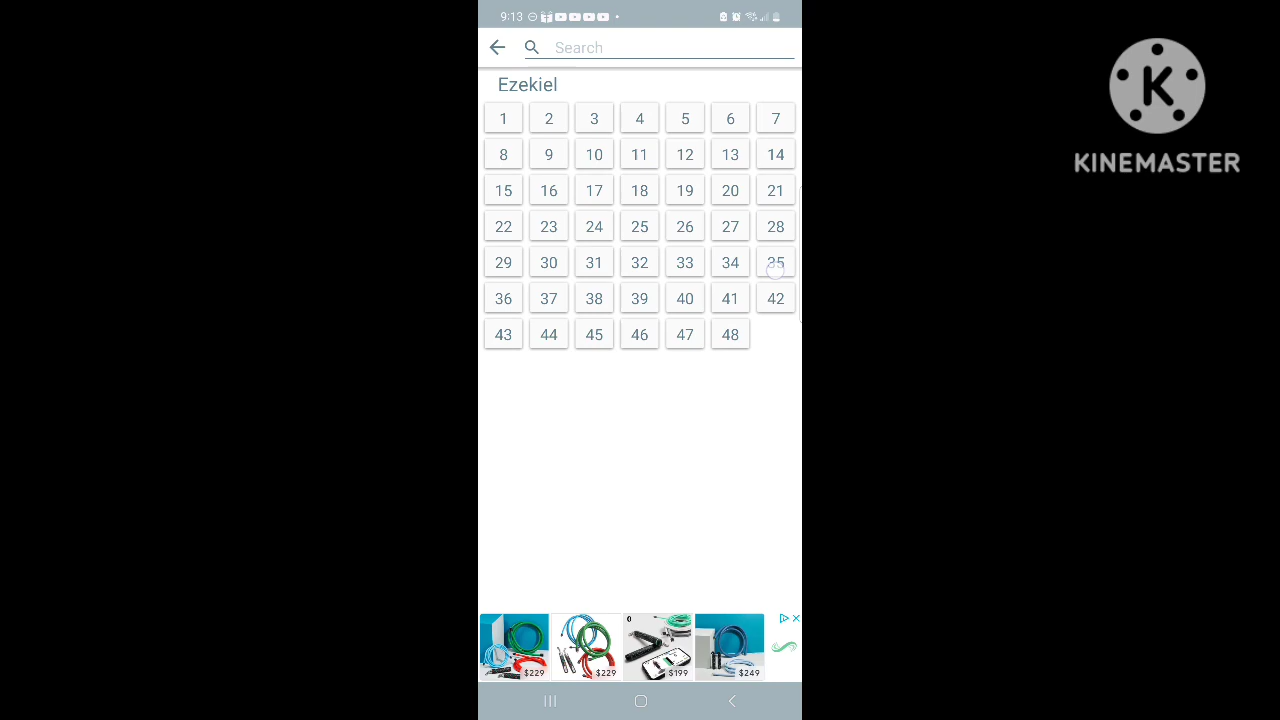 9:13
Search
KINEMASTER
Ezekiel
1 2 3 4 5 6 7
8 9 10 11 12 13 14
15 16 17 18 19 20 21
22 23 24 25 26 27 28
29 30 31 32 33 34 35
36 37 38 39 40 41 42
43 44 45 46 47 48
$229 $229 $199 $249